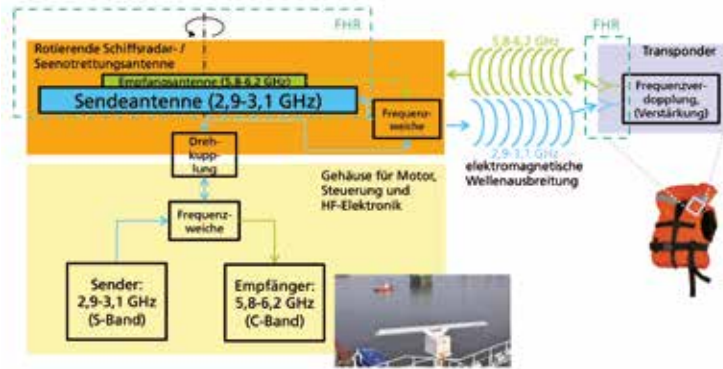 FHR
Rotierende Schiffsradar- /
Seenotrettungsantenne
Empfangsantenne (5,8-6,2 GHz)
Sendeantenne (2,9-3,1 GHz)
Frequenz-
weiche
Dreh-
kupp-
lung
Gehäuse für Motor,
Steuerung und
HF-Elektronik
Frequenz-
weiche
Sender:
2,9-3,1 GHz
(S-Band)
Empfänger:
5,8-6,2 GHz
(C-Band)
5,8-6,2 GHz
2,9-3,1 GHz
elektromagnetische
Wellenausbreitung
FHR
Transponder
Frequenzver-
dopplung,
(Verstärkung)